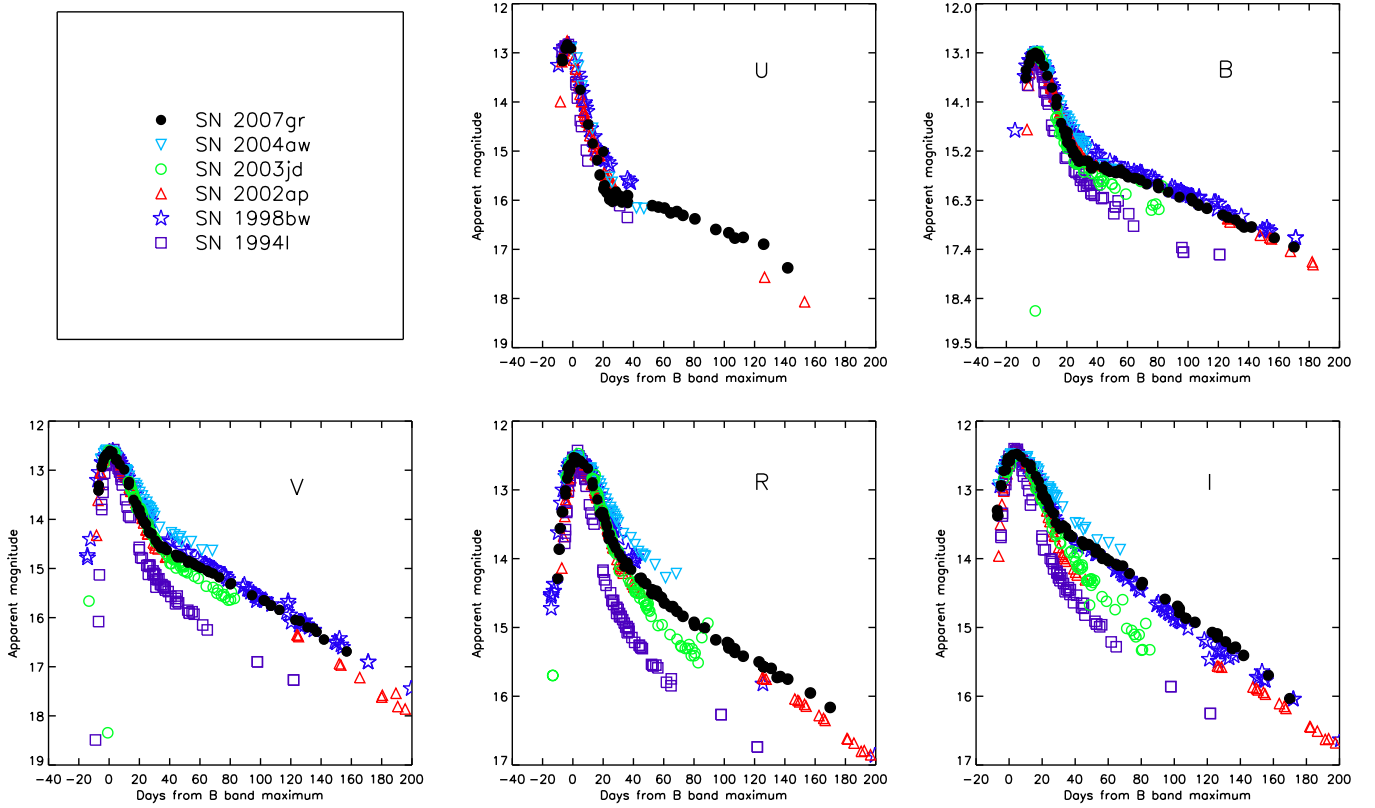 SN 2007gr
SN 2004aw
SN 2003jd
SN 2002ap
SN 1998bw
SN 1994I
U
Apparent magnitude
13
14
15
16
17
18
19
-40 -20 0 20 40 60 80 100 120 140 160 180 200
Days from B band maximum
B
Apparent magnitude
12.0
13.1
14.1
15.2
16.3
17.4
18.4
19.5
-40 -20 0 20 40 60 80 100 120 140 160 180 200
Days from B band maximum
V
Apparent magnitude
12
13
14
15
16
17
18
19
-40 -20 0 20 40 60 80 100 120 140 160 180 200
Days from B band maximum
R
Apparent magnitude
12
13
14
15
16
17
-40 -20 0 20 40 60 80 100 120 140 160 180 200
Days from B band maximum
I
Apparent magnitude
12
13
14
15
16
17
-20 0 20 40 60 80 100 120 140 160 180 200
Days from B band maximum